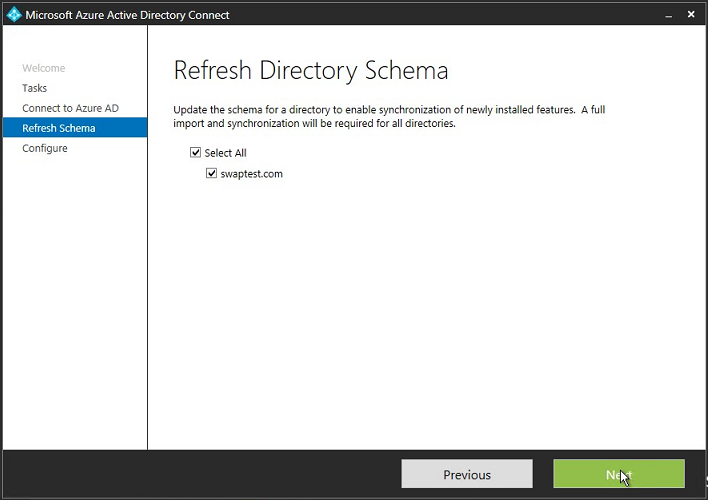 Microsoft Azure Active Directory Connect
Welcome
Tasks
Connect to Azure AD
Refresh Schema
Configure
Refresh Directory Schema
Update the schema for a directory to enable synchronization of newly installed features. A full
import and synchronization will be required for all directories.
Select All
swaptest.com
Previous
Next